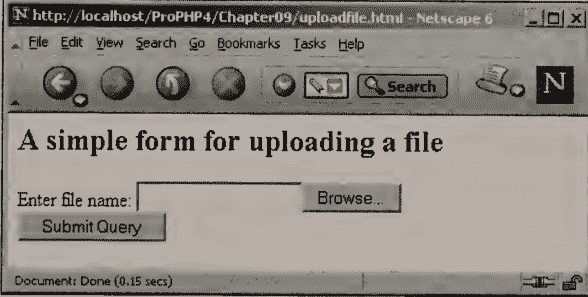 http://localhost/ProPHP4/Chapter09/uploadfile.html - Netscape 6
File Edit View Search Go Bookmarks Tasks Help
Search N
A simple form for uploading a file
Enter file name: Browse...
Submit Query
Document: Done (0.15 secs)